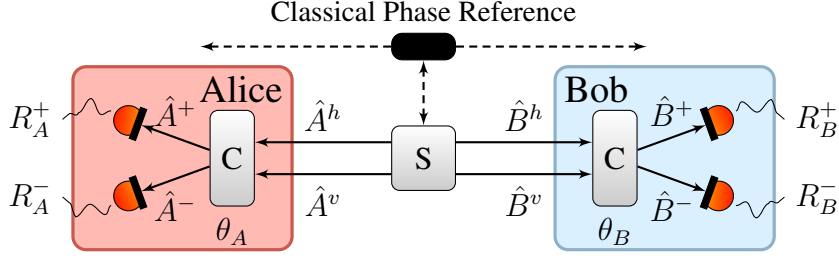 Classical Phase Reference
Alice Bob
R_A^+ Â^+ Â^h B̂^h B̂^+ R_B^+
C S C
R_A^- Â^- Â^v B̂^v B̂^- R_B^-
θ_A θ_B